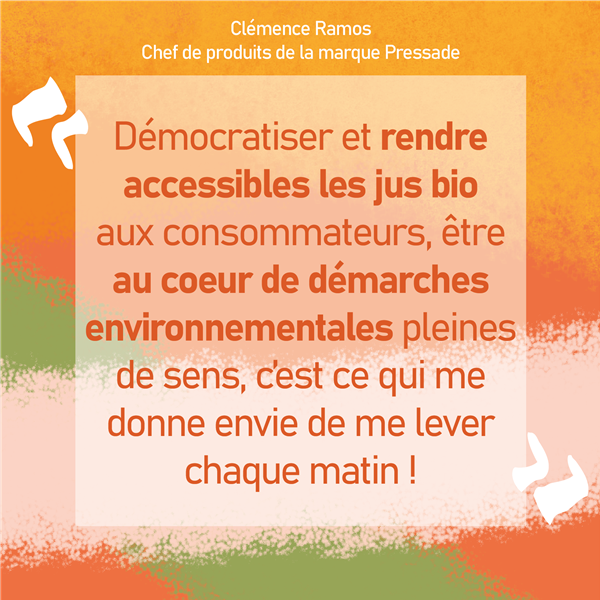 Clémence Ramos
Chef de produits de la marque Pressade
Démocratiser et rendre
accessibles les jus bio
aux consommateurs, être
au coeur de démarches
environnementales pleines
de sens, c'est ce qui me
donne envie de me lever
chaque matin !